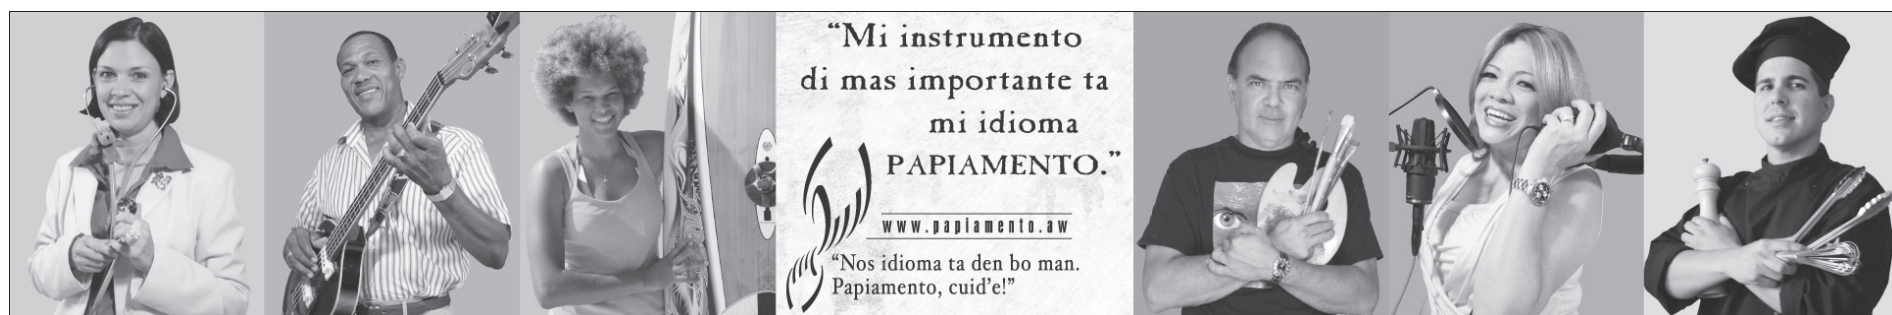 “Mi instrumento
di mas importante ta
mi idioma
PAPIAMENTO.”
www.papiamento.aw
“Nos idioma ta den bo man.
Papiamento, cuid’e!”